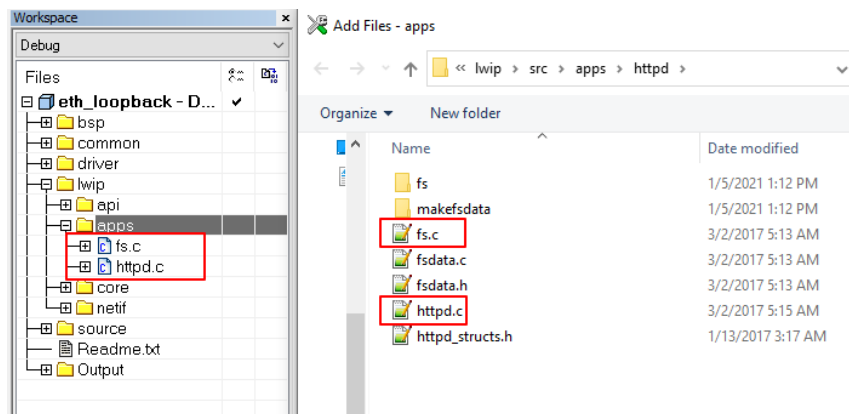 Workspace
Debug
Files
eth_loopback - D...
bsp
common
driver
lwip
api
apps
fs.c
httpd.c
core
netif
source
Readme.txt
Output
Add Files - apps
« lwip > src > apps > httpd >
Organize New folder
Name Date modified
fs 1/5/2021 1:12 PM
makefsdata 1/5/2021 1:12 PM
fs.c 3/2/2017 5:13 AM
fsdata.c 3/2/2017 5:13 AM
fsdata.h 3/2/2017 5:13 AM
httpd.c 3/2/2017 5:15 AM
httpd_structs.h 1/13/2017 3:17 AM